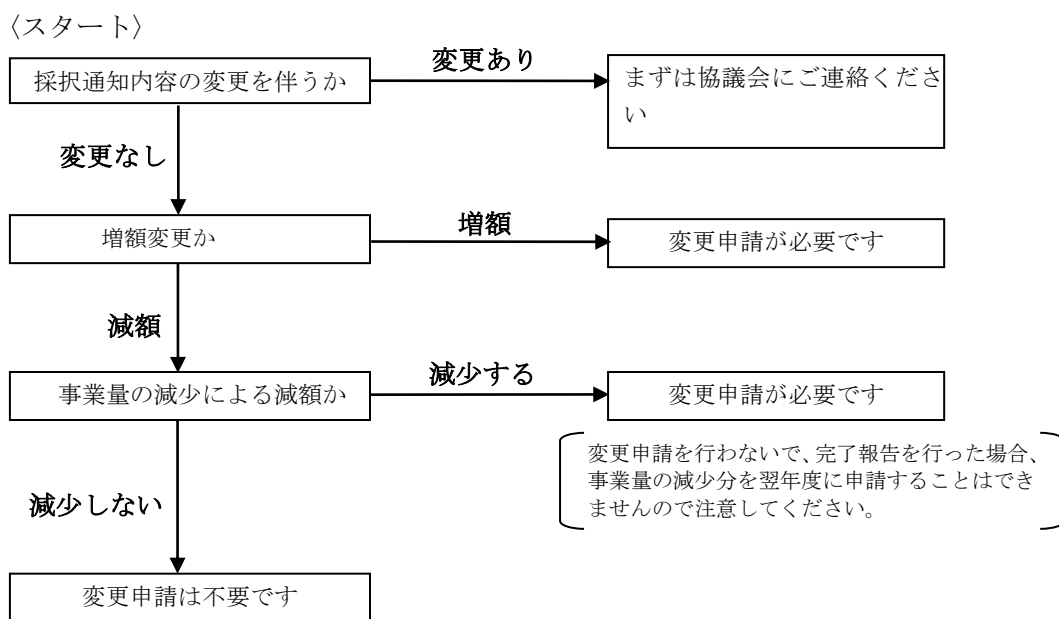 〈スタート〉
採択通知内容の変更を伴うか
変更あり
まずは協議会にご連絡くださ
い
変更なし
増額変更か
増額
変更申請が必要です
減額
事業量の減少による減額か
減少する
変更申請が必要です
変更申請を行わないで、完了報告を行った場合、
事業量の減少分を翌年度に申請することはでき
ませんので注意してください。
減少しない
変更申請は不要です